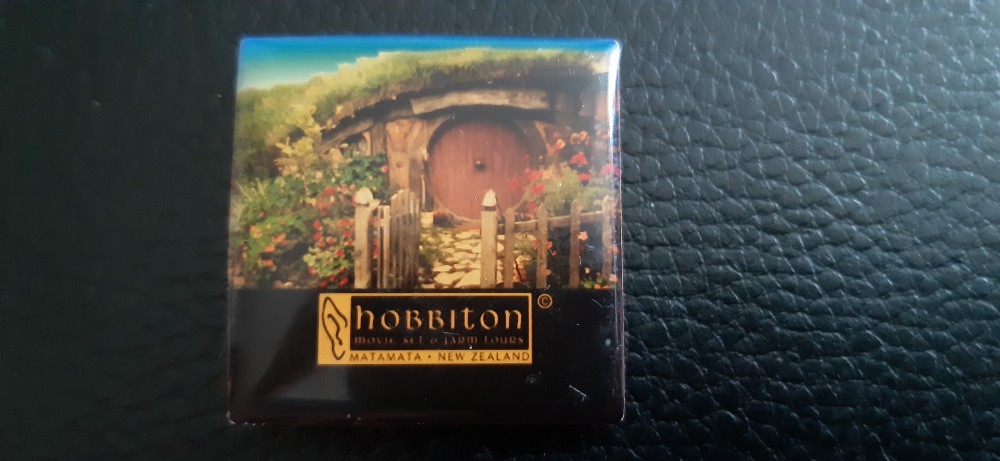 ©
hobbiton
movie set & farm tours
MATAMATA • NEW ZEALAND